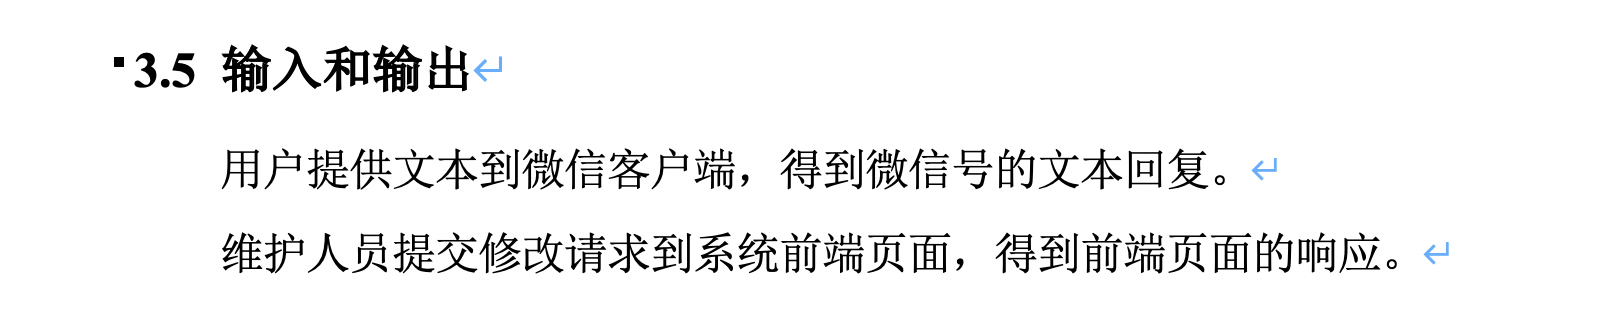 3.5 输入和输出
用户提供文本到微信客户端，得到微信号的文本回复。
维护人员提交修改请求到系统前端页面，得到前端页面的响应。